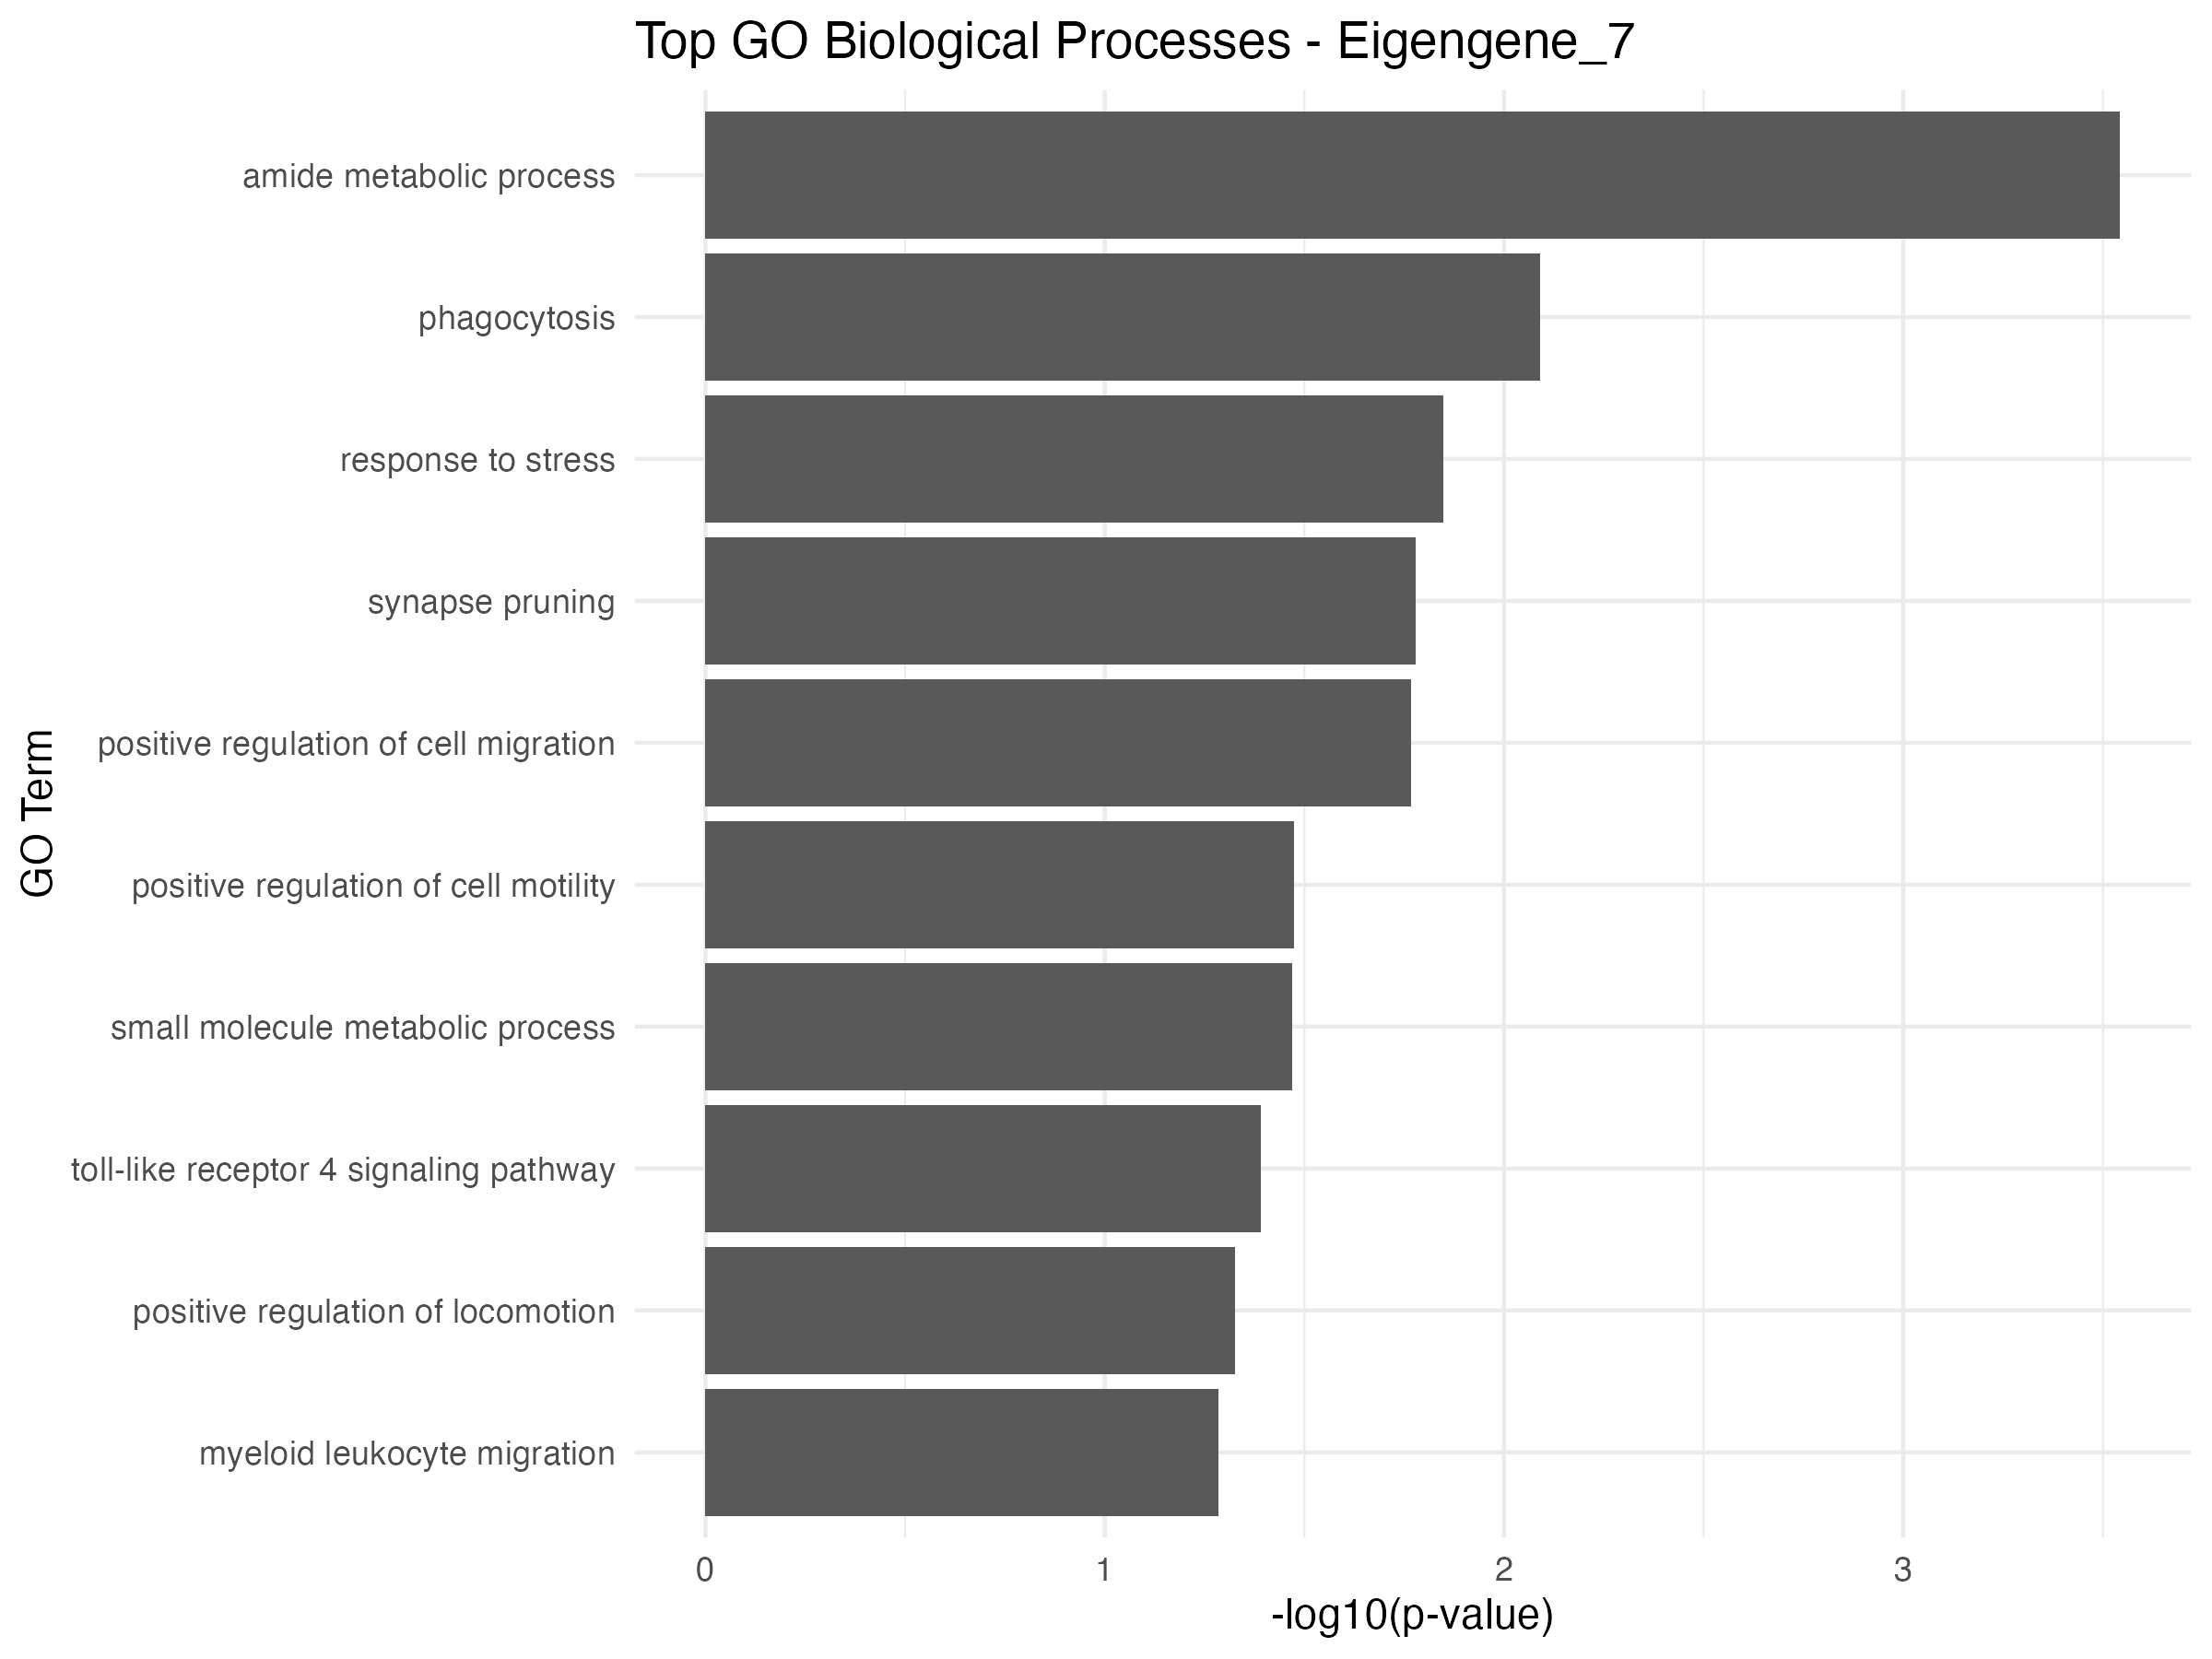 Top GO Biological Processes - Eigengene_7
GO Term
amide metabolic process
phagocytosis
response to stress
synapse pruning
positive regulation of cell migration
positive regulation of cell motility
small molecule metabolic process
toll-like receptor 4 signaling pathway
positive regulation of locomotion
myeloid leukocyte migration
0 1 2 3
-log10(p-value)